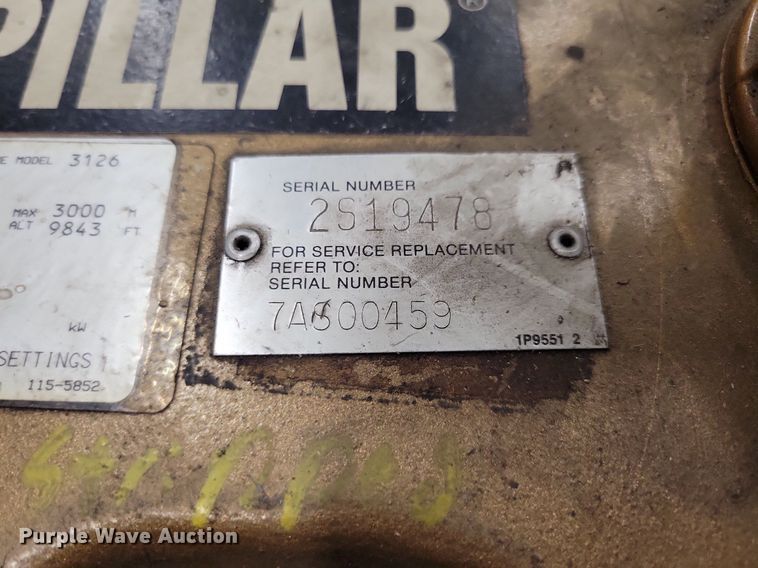 PILLAR®
E MODEL 3126
MAX 3000 M
ALT 9843 FT
kW
SETTINGS
115-5852
SERIAL NUMBER
2S19478
FOR SERVICE REPLACEMENT
REFER TO:
SERIAL NUMBER
7AS00459
1P9551 2
Purple Wave Auction